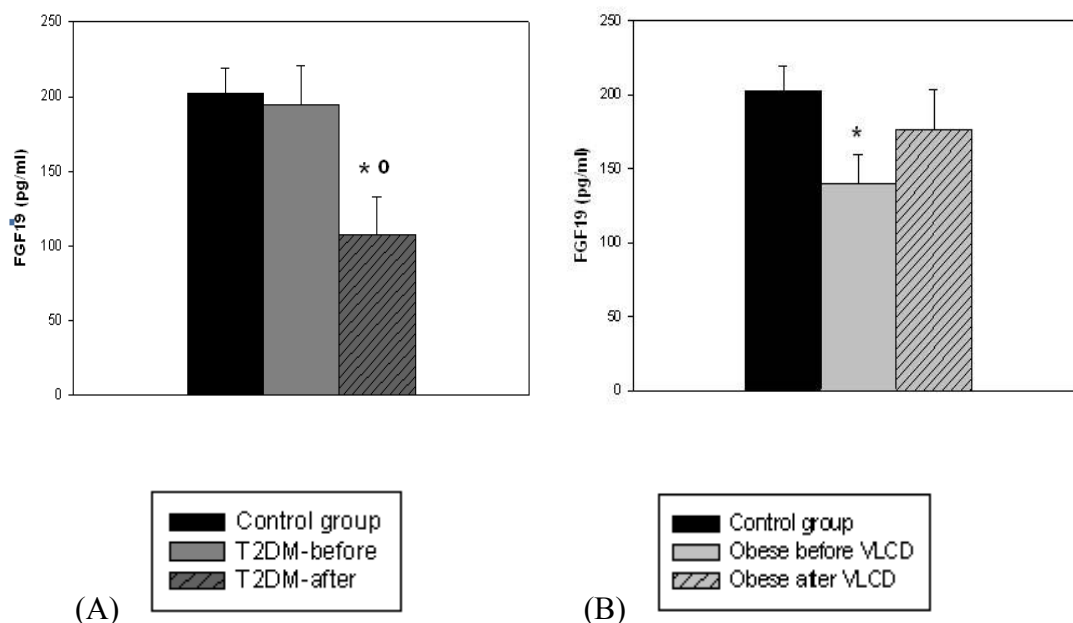 250
200
150
100
50
0
FGF19 (pg/ml)
* 0
Control group
T2DM-before
T2DM-after
(A)
250
200
150
100
50
0
FGF19 (pg/ml)
*
Control group
Obese before VLCD
Obese after VLCD
(B)